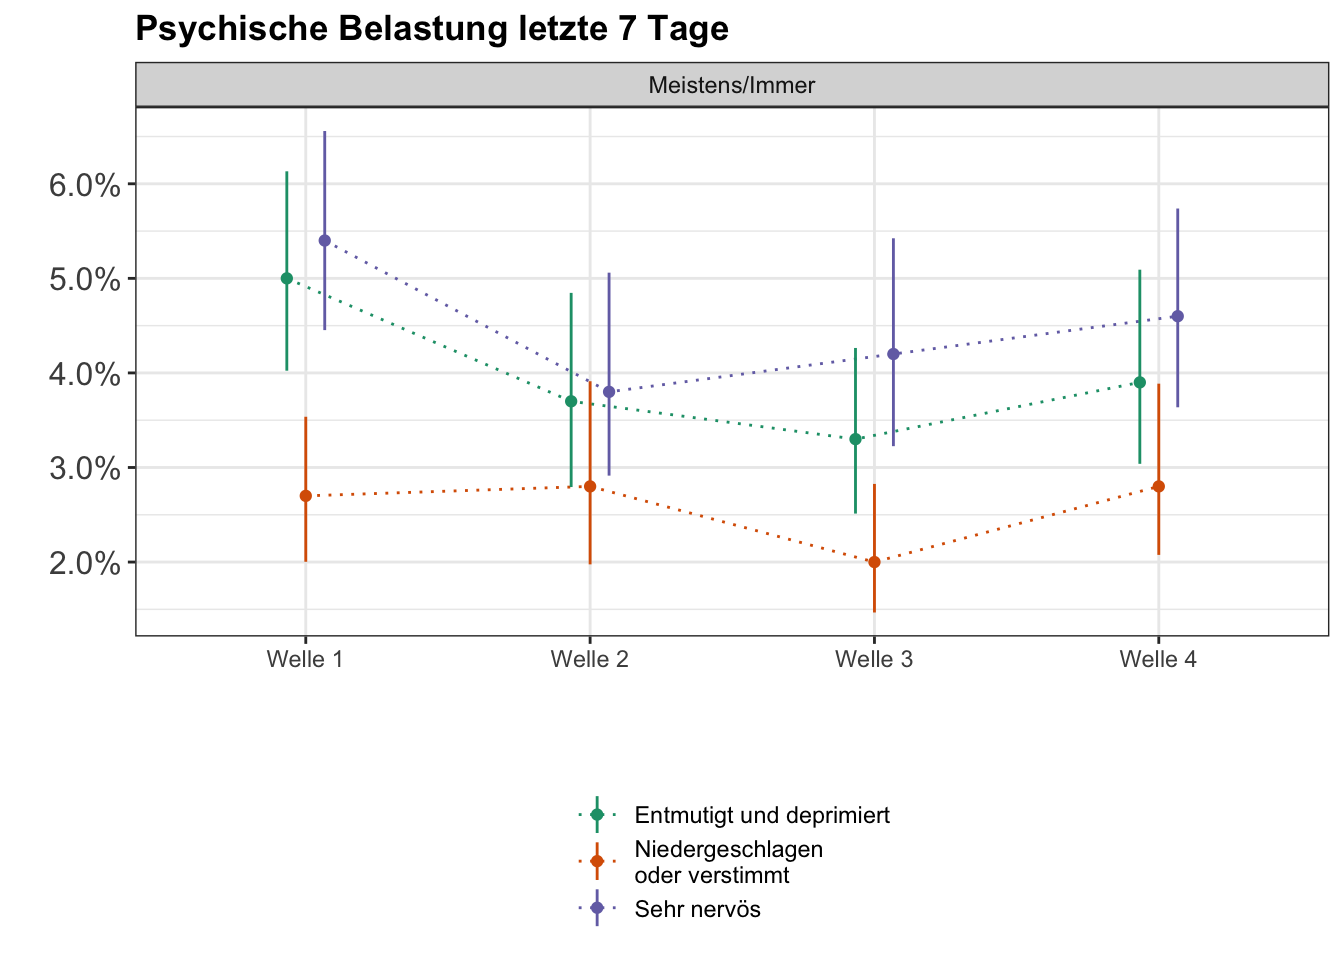 Psychische Belastung letzte 7 Tage
Meistens/Immer
6.0%
5.0%
4.0%
3.0%
2.0%
Welle 1
Welle 2
Welle 3
Welle 4
Entmutigt und deprimiert
Niedergeschlagen
oder verstimmt
Sehr nervös